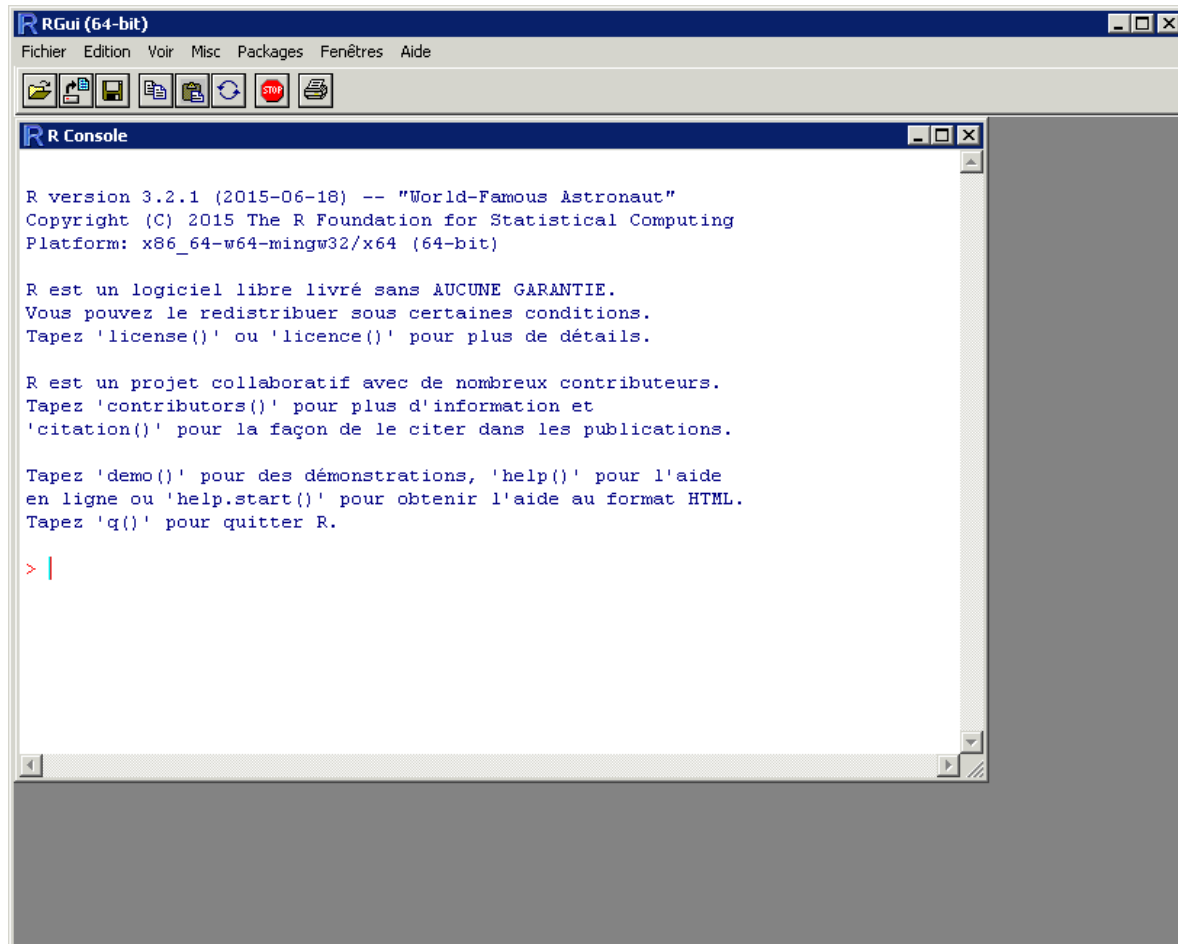 RGui (64-bit)
Fichier Edition Voir Misc Packages Fenêtres Aide
STOP
R Console
R version 3.2.1 (2015-06-18) -- "World-Famous Astronaut"
Copyright (C) 2015 The R Foundation for Statistical Computing
Platform: x86_64-w64-mingw32/x64 (64-bit)
R est un logiciel libre livré sans AUCUNE GARANTIE.
Vous pouvez le redistribuer sous certaines conditions.
Tapez 'license()' ou 'licence()' pour plus de détails.
R est un projet collaboratif avec de nombreux contributeurs.
Tapez 'contributors()' pour plus d'information et
'citation()' pour la façon de le citer dans les publications.
Tapez 'demo()' pour des démonstrations, 'help()' pour l'aide
en ligne ou 'help.start()' pour obtenir l'aide au format HTML.
Tapez 'q()' pour quitter R.
>